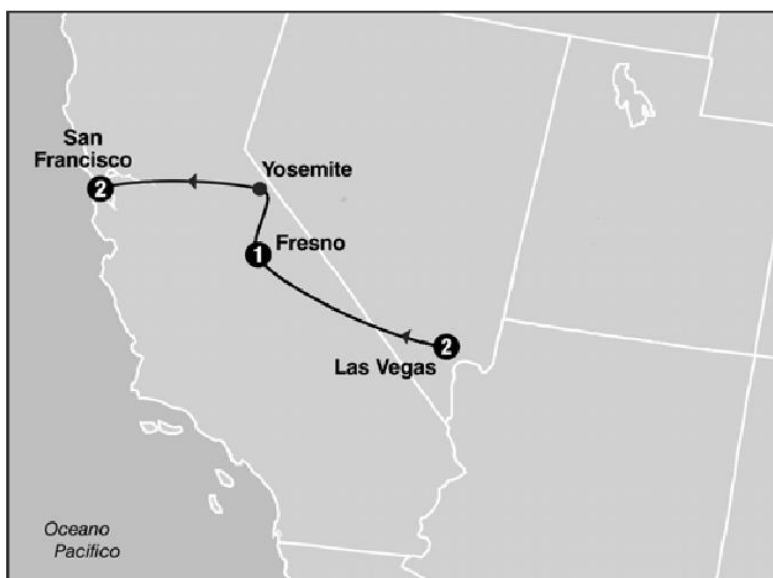 San
Francisco
2
Yosemite
1
Fresno
2
Las Vegas
Oceano
Pacifico